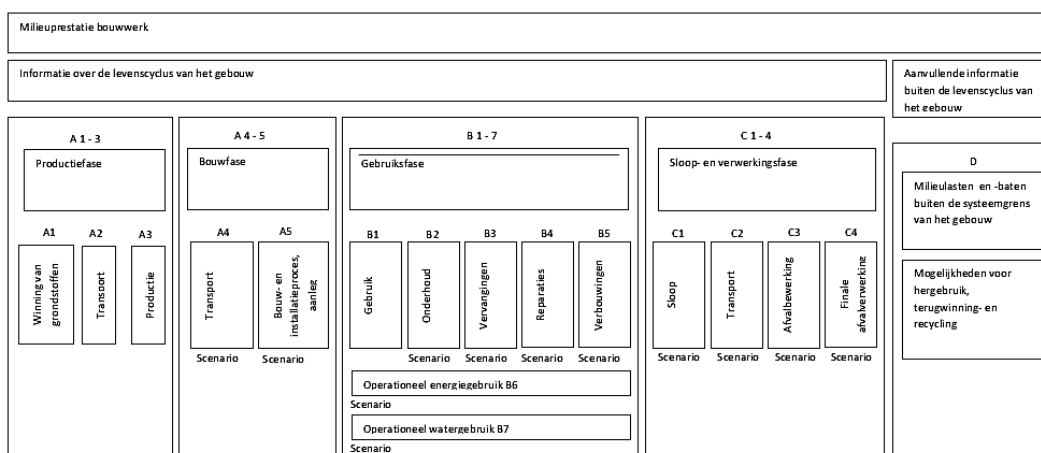 Milieuprestatie bouwwerk
Informatie over de levenscyclus van het gebouw
Aanvullende informatie
buiten de levenscyclus van
het gebouw
A 1 - 3
Productiefase
A1
A2
A3
Winning van
grondstoffen
Transport
Productie
A 4 - 5
Bouwfase
A4
A5
Transport
Bouw- en
installatieproces,
aanleg
Scenario
Scenario
B 1 - 7
Gebruiksfase
B1
B2
B3
B4
B5
Gebruik
Onderhoud
Vervangingen
Reparaties
Verbouwingen
Scenario
Scenario
Scenario
Scenario
Operationeel energiegebruik B6
Scenario
Operationeel watergebruik B7
Scenario
C 1 - 4
Sloop- en verwerkingsfase
C1
C2
C3
C4
Sloop
Transport
Afvalbewerking
Finale
afvalverwerking
Scenario
Scenario
Scenario
Scenario
D
Milieulasten en -baten
buiten de systeemgrens
van het gebouw
Mogelijkheden voor
hergebruik,
terugwinning- en
recycling